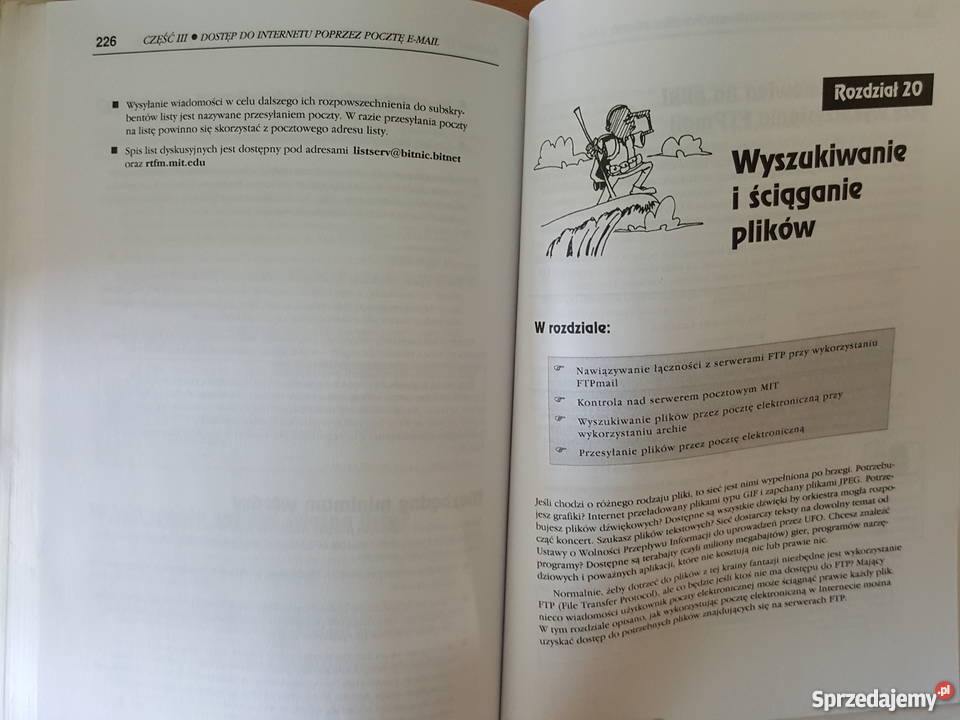 226 CZĘŚĆ III ● DOSTĘP DO INTERNETU POPRZEZ POCZTĘ E-MAIL
■ Wysyłanie wiadomości w celu dalszego ich rozpowszechnienia do subskry-
bentów listy jest nazywane przesyłaniem poczty. W razie przesyłania poczty
na listę powinno się skorzystać z pocztowego adresu listy.
■ Spis list dyskusyjnych jest dostępny pod adresami listserv@bitnic.bitnet
oraz rtfm.mit.edu
Rozdział 20
Wyszukiwanie
i ściąganie
plików
W rozdziale:
☞ Nawiązywanie łączności z serwerami FTP przy wykorzystaniu
FTPmail
☞ Kontrola nad serwerem pocztowym MIT
☞ Wyszukiwanie plików przez pocztę elektroniczną przy
wykorzystaniu archie
☞ Przesyłanie plików przez pocztę elektroniczną
Jeśli chodzi o różnego rodzaju pliki, to sieć jest nimi wypełniona po brzegi. Potrzebu-
jesz grafiki? Internet przeładowany plikami typu GIF i zapchany plikami JPEG. Potrze-
bujesz plików dźwiękowych? Dostępne są wszystkie dźwięki by orkiestra mogła rozpo-
cząć koncert. Szukasz plików tekstowych? Sieć dostarczy teksty na dowolny temat od
Ustawy o Wolności Przepływu Informacji do uprowadzeń przez UFO. Chcesz znaleźć
programy? Dostępne są terabajty (czyli miliony megabajtów) gier, programów narzę-
dziowych i poważnych aplikacji, które nie kosztują nic lub prawie nic.
Normalnie, żeby dotrzeć do plików z tej krainy fantazji niezbędne jest wykorzystanie
FTP (File Transfer Protocol), ale co będzie jeśli ktoś nie ma dostępu do FTP? Mający
nieco wiadomości użytkownik poczty elektronicznej może ściągnąć prawie każdy plik.
W tym rozdziale opisano, jak wykorzystując pocztę elektroniczną w Internecie można
uzyskać dostęp do potrzebnych plików znajdujących się na serwerach FTP.
Sprzedajemy.pl